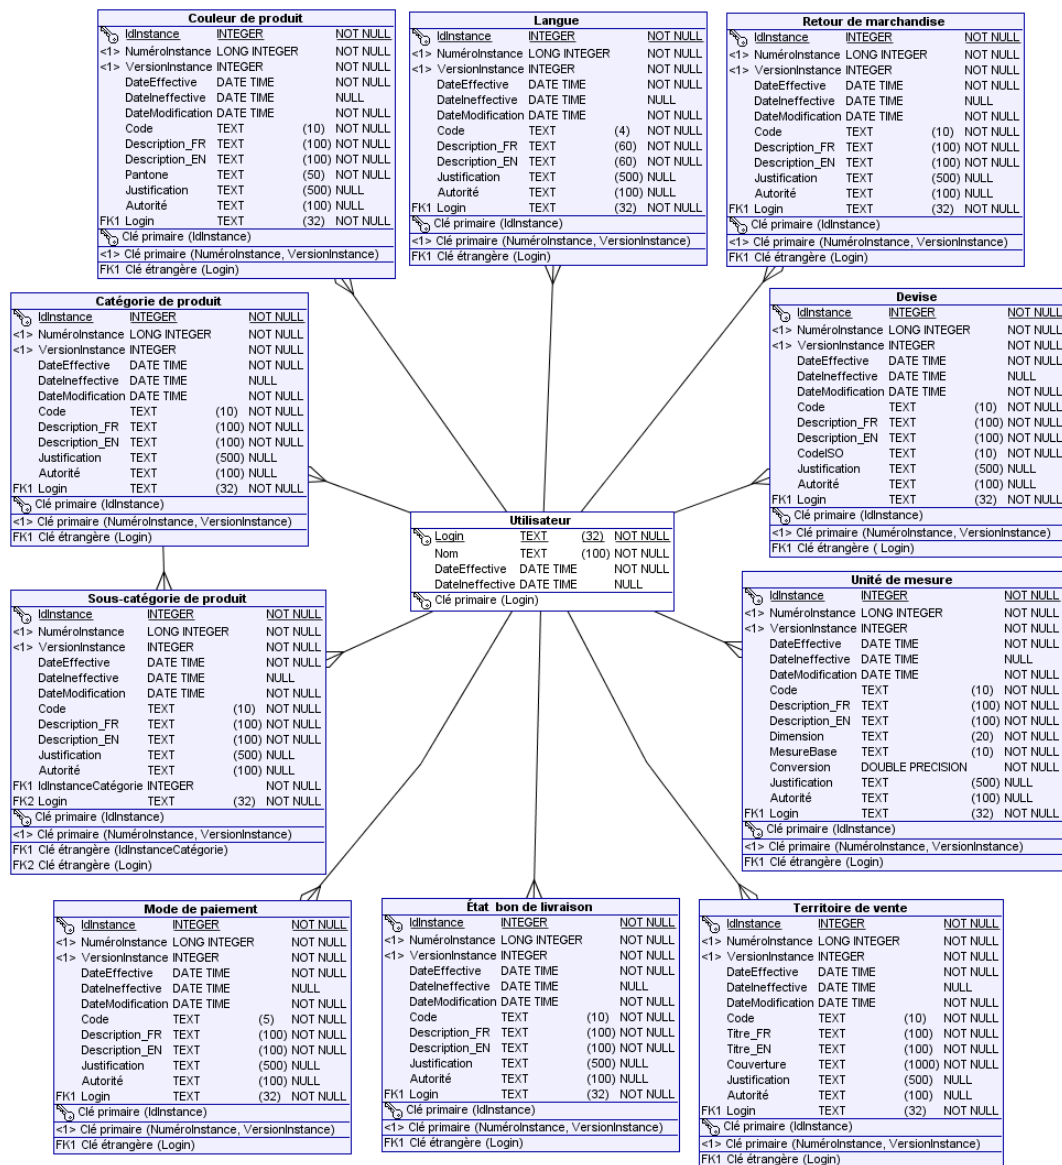 Couleur de produit
IdInstance INTEGER NOT NULL
<1> NuméroInstance LONG INTEGER NOT NULL
<1> VersionInstance INTEGER NOT NULL
DateEffective DATE TIME NOT NULL
DateIneffective DATE TIME NULL
DateModification DATE TIME NOT NULL
Code TEXT (10) NOT NULL
Description_FR TEXT (100) NOT NULL
Description_EN TEXT (100) NOT NULL
Pantone TEXT (50) NOT NULL
Justification TEXT (500) NULL
Autorité TEXT (100) NULL
FK1 Login TEXT (32) NOT NULL
Clé primaire (IdInstance)
<1> Clé primaire (NuméroInstance, VersionInstance)
FK1 Clé étrangère (Login)
Langue
IdInstance INTEGER NOT NULL
<1> NuméroInstance LONG INTEGER NOT NULL
<1> VersionInstance INTEGER NOT NULL
DateEffective DATE TIME NOT NULL
DateIneffective DATE TIME NULL
DateModification DATE TIME NOT NULL
Code TEXT (4) NOT NULL
Description_FR TEXT (60) NOT NULL
Description_EN TEXT (60) NOT NULL
Justification TEXT (500) NULL
Autorité TEXT (100) NULL
FK1 Login TEXT (32) NOT NULL
Clé primaire (IdInstance)
<1> Clé primaire (NuméroInstance, VersionInstance)
FK1 Clé étrangère (Login)
Retour de marchandise
IdInstance INTEGER NOT NULL
<1> NuméroInstance LONG INTEGER NOT NULL
<1> VersionInstance INTEGER NOT NULL
DateEffective DATE TIME NOT NULL
DateIneffective DATE TIME NULL
DateModification DATE TIME NOT NULL
Code TEXT (10) NOT NULL
Description_FR TEXT (100) NOT NULL
Description_EN TEXT (100) NOT NULL
Justification TEXT (500) NULL
Autorité TEXT (100) NULL
FK1 Login TEXT (32) NOT NULL
Clé primaire (IdInstance)
<1> Clé primaire (NuméroInstance, VersionInstance)
FK1 Clé étrangère (Login)
Catégorie de produit
IdInstance INTEGER NOT NULL
<1> NuméroInstance LONG INTEGER NOT NULL
<1> VersionInstance INTEGER NOT NULL
DateEffective DATE TIME NOT NULL
DateIneffective DATE TIME NULL
DateModification DATE TIME NOT NULL
Code TEXT (10) NOT NULL
Description_FR TEXT (100) NOT NULL
Description_EN TEXT (100) NOT NULL
Justification TEXT (500) NULL
Autorité TEXT (100) NULL
FK1 Login TEXT (32) NOT NULL
Clé primaire (IdInstance)
<1> Clé primaire (NuméroInstance, VersionInstance)
FK1 Clé étrangère (Login)
Devise
IdInstance INTEGER NOT NULL
<1> NuméroInstance LONG INTEGER NOT NULL
<1> VersionInstance INTEGER NOT NULL
DateEffective DATE TIME NOT NULL
DateIneffective DATE TIME NULL
DateModification DATE TIME NOT NULL
Code TEXT (10) NOT NULL
Description_FR TEXT (100) NOT NULL
Description_EN TEXT (100) NOT NULL
CodeISO TEXT (10) NOT NULL
Justification TEXT (500) NULL
Autorité TEXT (100) NULL
FK1 Login TEXT (32) NOT NULL
Clé primaire (IdInstance)
<1> Clé primaire (NuméroInstance, VersionInstance)
FK1 Clé étrangère ( Login)
Utilisateur
Login TEXT (32) NOT NULL
Nom TEXT (100) NOT NULL
DateEffective DATE TIME NOT NULL
DateIneffective DATE TIME NULL
Clé primaire (Login)
Sous-catégorie de produit
IdInstance INTEGER NOT NULL
<1> NuméroInstance LONG INTEGER NOT NULL
<1> VersionInstance INTEGER NOT NULL
DateEffective DATE TIME NOT NULL
DateIneffective DATE TIME NULL
DateModification DATE TIME NOT NULL
Code TEXT (10) NOT NULL
Description_FR TEXT (100) NOT NULL
Description_EN TEXT (100) NOT NULL
Justification TEXT (500) NULL
Autorité TEXT (100) NULL
FK1 IdInstanceCatégorie INTEGER NOT NULL
FK2 Login TEXT (32) NOT NULL
Clé primaire (IdInstance)
<1> Clé primaire (NuméroInstance, VersionInstance)
FK1 Clé étrangère (IdInstanceCatégorie)
FK2 Clé étrangère (Login)
Unité de mesure
IdInstance INTEGER NOT NULL
<1> NuméroInstance LONG INTEGER NOT NULL
<1> VersionInstance INTEGER NOT NULL
DateEffective DATE TIME NOT NULL
DateIneffective DATE TIME NULL
DateModification DATE TIME NOT NULL
Code TEXT (10) NOT NULL
Description_FR TEXT (100) NOT NULL
Description_EN TEXT (100) NOT NULL
Dimension TEXT (20) NOT NULL
MesureBase TEXT (10) NOT NULL
Conversion DOUBLE PRECISION NOT NULL
Justification TEXT (500) NULL
Autorité TEXT (100) NULL
FK1 Login TEXT (32) NOT NULL
Clé primaire (IdInstance)
<1> Clé primaire (NuméroInstance, VersionInstance)
FK1 Clé étrangère (Login)
Mode de paiement
IdInstance INTEGER NOT NULL
<1> NuméroInstance LONG INTEGER NOT NULL
<1> VersionInstance INTEGER NOT NULL
DateEffective DATE TIME NOT NULL
DateIneffective DATE TIME NULL
DateModification DATE TIME NOT NULL
Code TEXT (5) NOT NULL
Description_FR TEXT (100) NOT NULL
Description_EN TEXT (100) NOT NULL
Justification TEXT (500) NULL
Autorité TEXT (100) NULL
FK1 Login TEXT (32) NOT NULL
Clé primaire (IdInstance)
<1> Clé primaire (NuméroInstance, VersionInstance)
FK1 Clé étrangère (Login)
État bon de livraison
IdInstance INTEGER NOT NULL
<1> NuméroInstance LONG INTEGER NOT NULL
<1> VersionInstance INTEGER NOT NULL
DateEffective DATE TIME NOT NULL
DateIneffective DATE TIME NULL
DateModification DATE TIME NOT NULL
Code TEXT (10) NOT NULL
Description_FR TEXT (100) NOT NULL
Description_EN TEXT (100) NOT NULL
Justification TEXT (500) NULL
Autorité TEXT (100) NULL
FK1 Login TEXT (32) NOT NULL
Clé primaire (IdInstance)
<1> Clé primaire (NuméroInstance, VersionInstance)
FK1 Clé étrangère (Login)
Territoire de vente
IdInstance INTEGER NOT NULL
<1> NuméroInstance LONG INTEGER NOT NULL
<1> VersionInstance INTEGER NOT NULL
DateEffective DATE TIME NOT NULL
DateIneffective DATE TIME NULL
DateModification DATE TIME NOT NULL
Code TEXT (10) NOT NULL
Titre_FR TEXT (100) NOT NULL
Titre_EN TEXT (100) NOT NULL
Couverture TEXT (1000) NOT NULL
Justification TEXT (500) NULL
Autorité TEXT (100) NULL
FK1 Login TEXT (32) NOT NULL
Clé primaire (IdInstance)
<1> Clé primaire (NuméroInstance, VersionInstance)
FK1 Clé étrangère (Login)